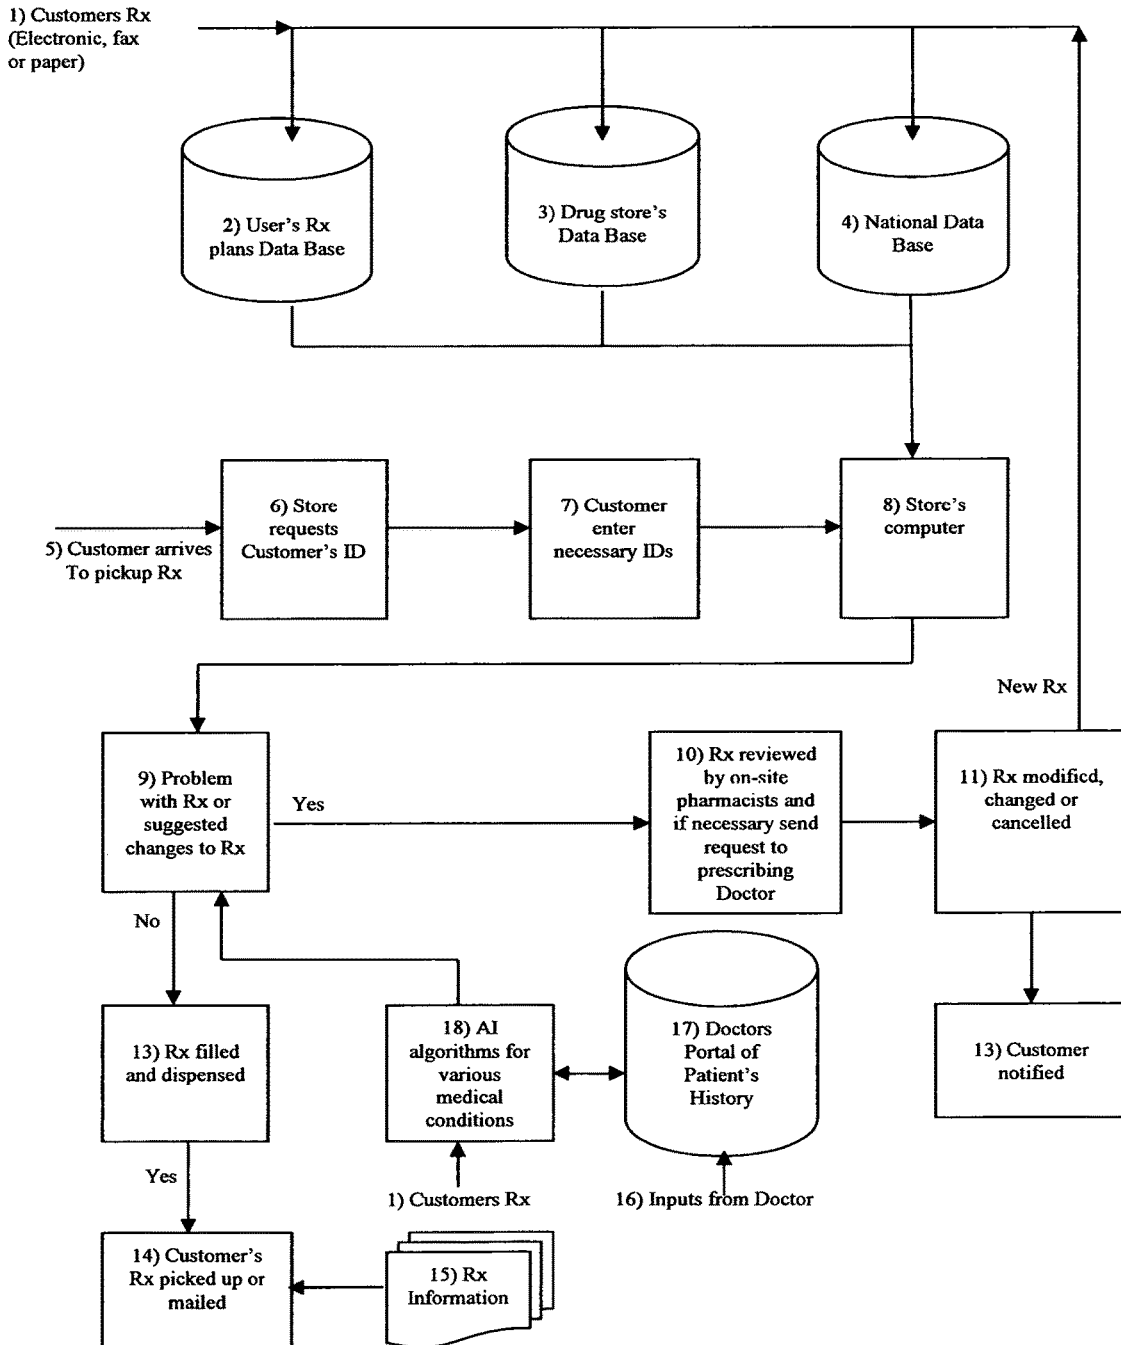 1) Customers Rx
(Electronic, fax
or paper)
2) User's Rx
plans Data Base
3) Drug store's
Data Base
4) National Data
Base
5) Customer arrives
To pickup Rx
6) Store
requests
Customer's ID
7) Customer
enter
necessary IDs
8) Store's
computer
New Rx
9) Problem
with Rx or
suggested
changes to Rx
Yes
10) Rx reviewed
by on-site
pharmacists and
if necessary send
request to
prescribing
Doctor
11) Rx modified,
changed or
cancelled
No
13) Rx filled
and dispensed
18) AI
algorithms for
various
medical
conditions
17) Doctors
Portal of
Patient's
History
13) Customer
notified
Yes
1) Customers Rx
16) Inputs from Doctor
14) Customer's
Rx picked up or
mailed
15) Rx
Information